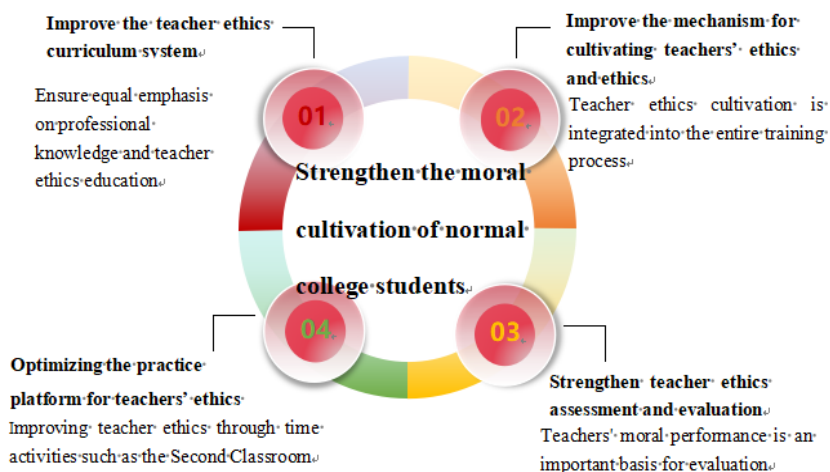 Improve the teacher ethics
curriculum system
Ensure equal emphasis
on professional
knowledge and teacher
ethics education
01
Improve the mechanism for
cultivating teachers' ethics
and ethics
Teacher ethics cultivation is
integrated into the entire training
process
02
Strengthen the moral
cultivation of normal
college students
04
03
Optimizing the practice
platform for teachers' ethics
Improving teacher ethics through time
activities such as the Second Classroom
Strengthen teacher ethics
assessment and evaluation
Teachers' moral performance is an
important basis for evaluation